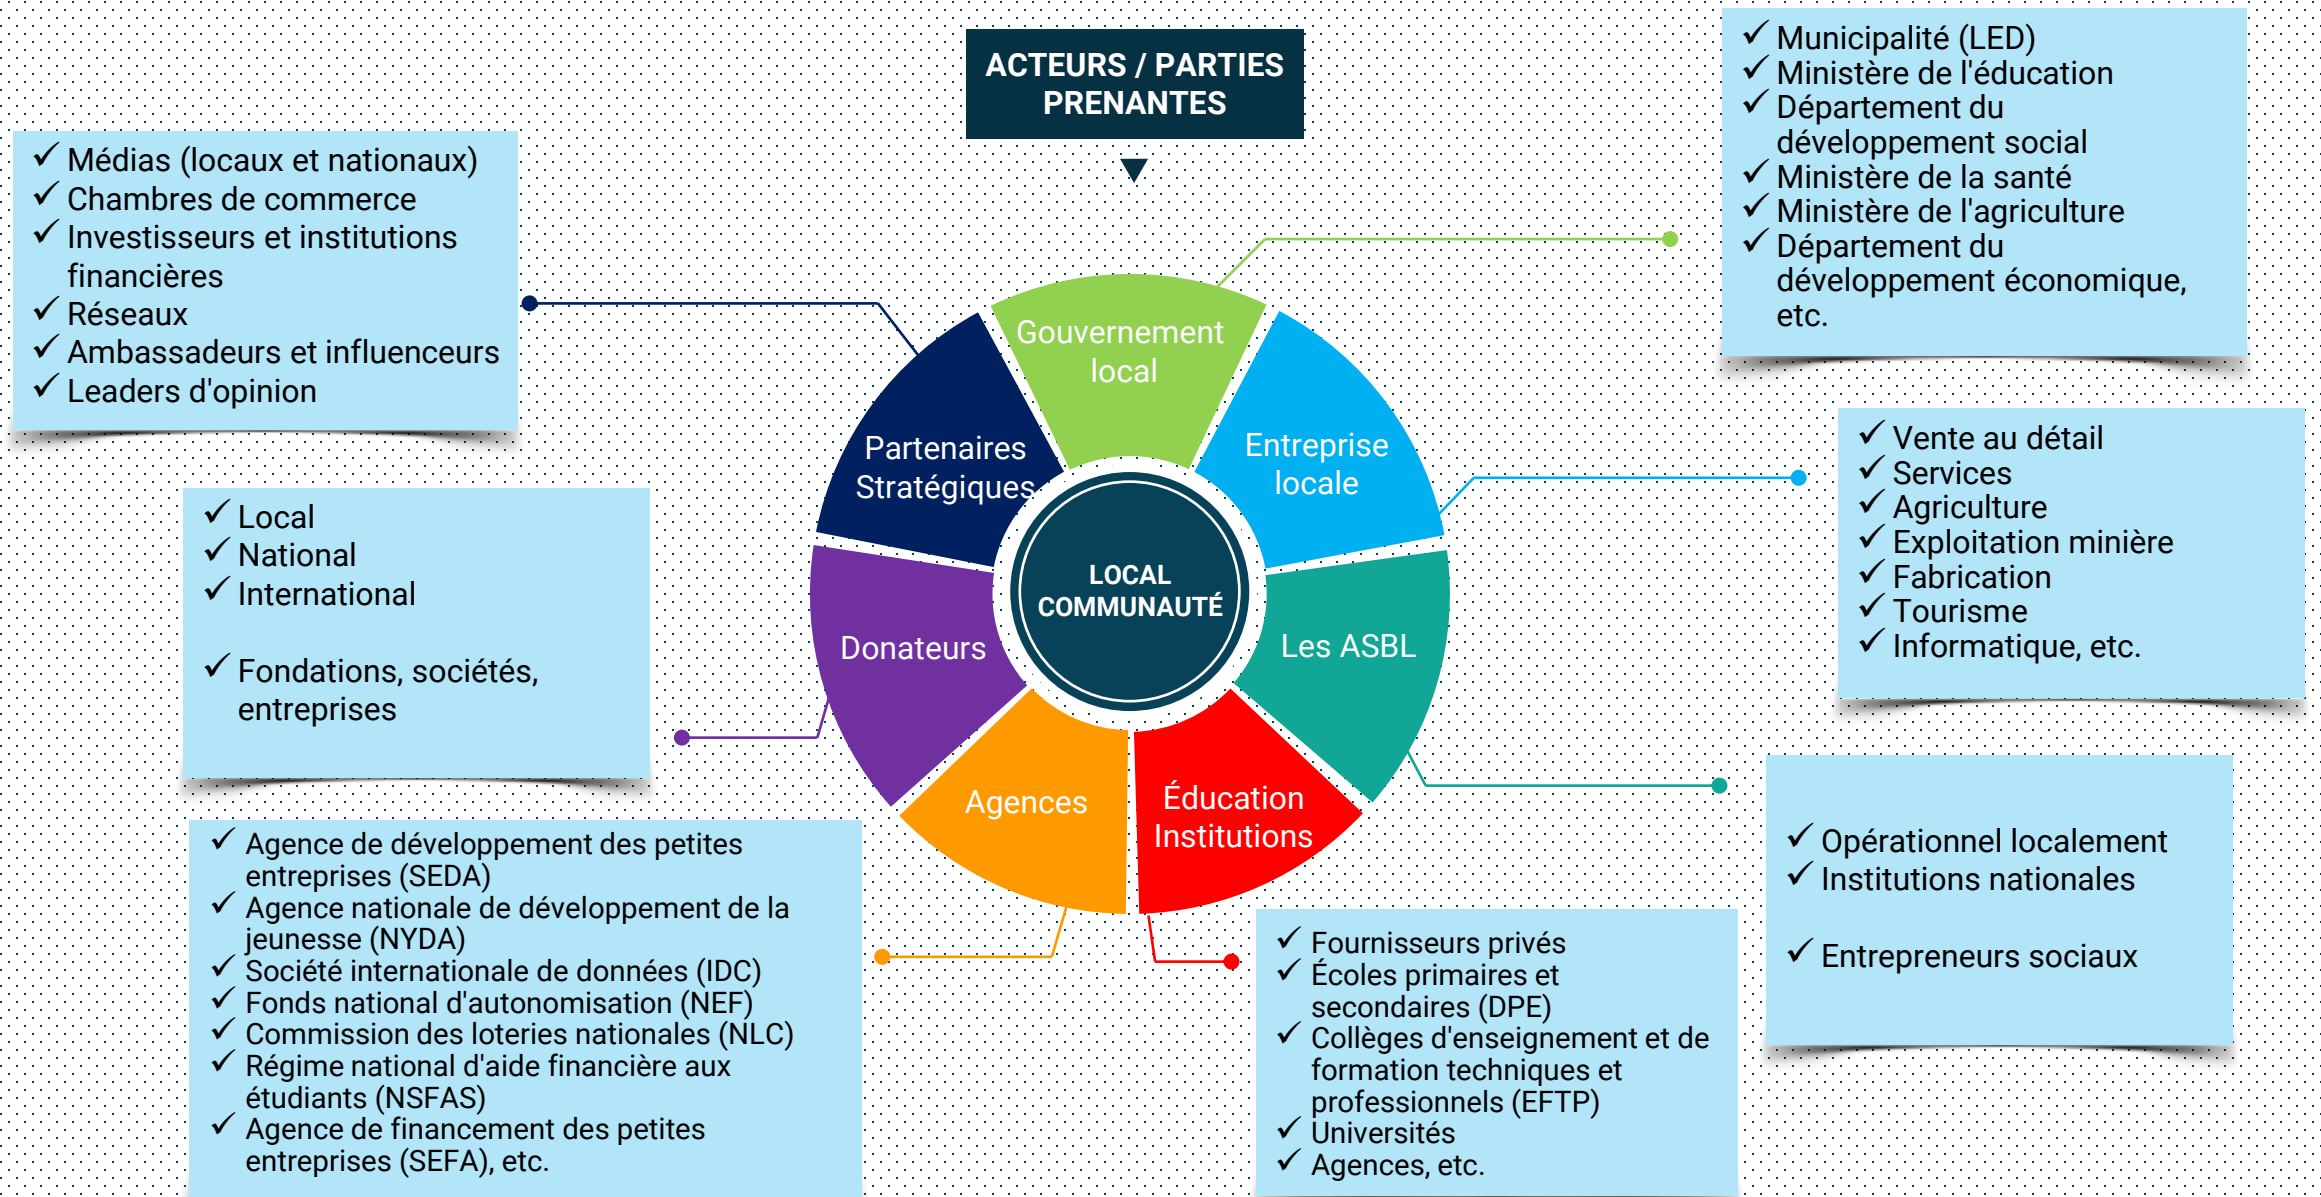 ACTEURS / PARTIES
PRENANTES
Médias (locaux et nationaux)
Chambres de commerce
Investisseurs et institutions
financières
Réseaux
Ambassadeurs et influenceurs
Leaders d'opinion
Local
National
International
Fondations, sociétés,
entreprises
Agence de développement des petites
entreprises (SEDA)
Agence nationale de développement de la
jeunesse (NYDA)
Société internationale de données (IDC)
Fonds national d'autonomisation (NEF)
Commission des loteries nationales (NLC)
Régime national d'aide financière aux
étudiants (NSFAS)
Agence de financement des petites
entreprises (SEFA), etc.
Gouvernement
local
Entreprise
locale
Les ASBL
Éducation
Institutions
Agences
Donateurs
Partenaires
Stratégiques
LOCAL
COMMUNAUTÉ
Municipalité (LED)
Ministère de l'éducation
Département du
développement social
Ministère de la santé
Ministère de l'agriculture
Département du
développement économique,
etc.
Vente au détail
Services
Agriculture
Exploitation minière
Fabrication
Tourisme
Informatique, etc.
Opérationnel localement
Institutions nationales
Entrepreneurs sociaux
Fournisseurs privés
Écoles primaires et
secondaires (DPE)
Collèges d'enseignement et de
formation techniques et
professionnels (EFTP)
Universités
Agences, etc.